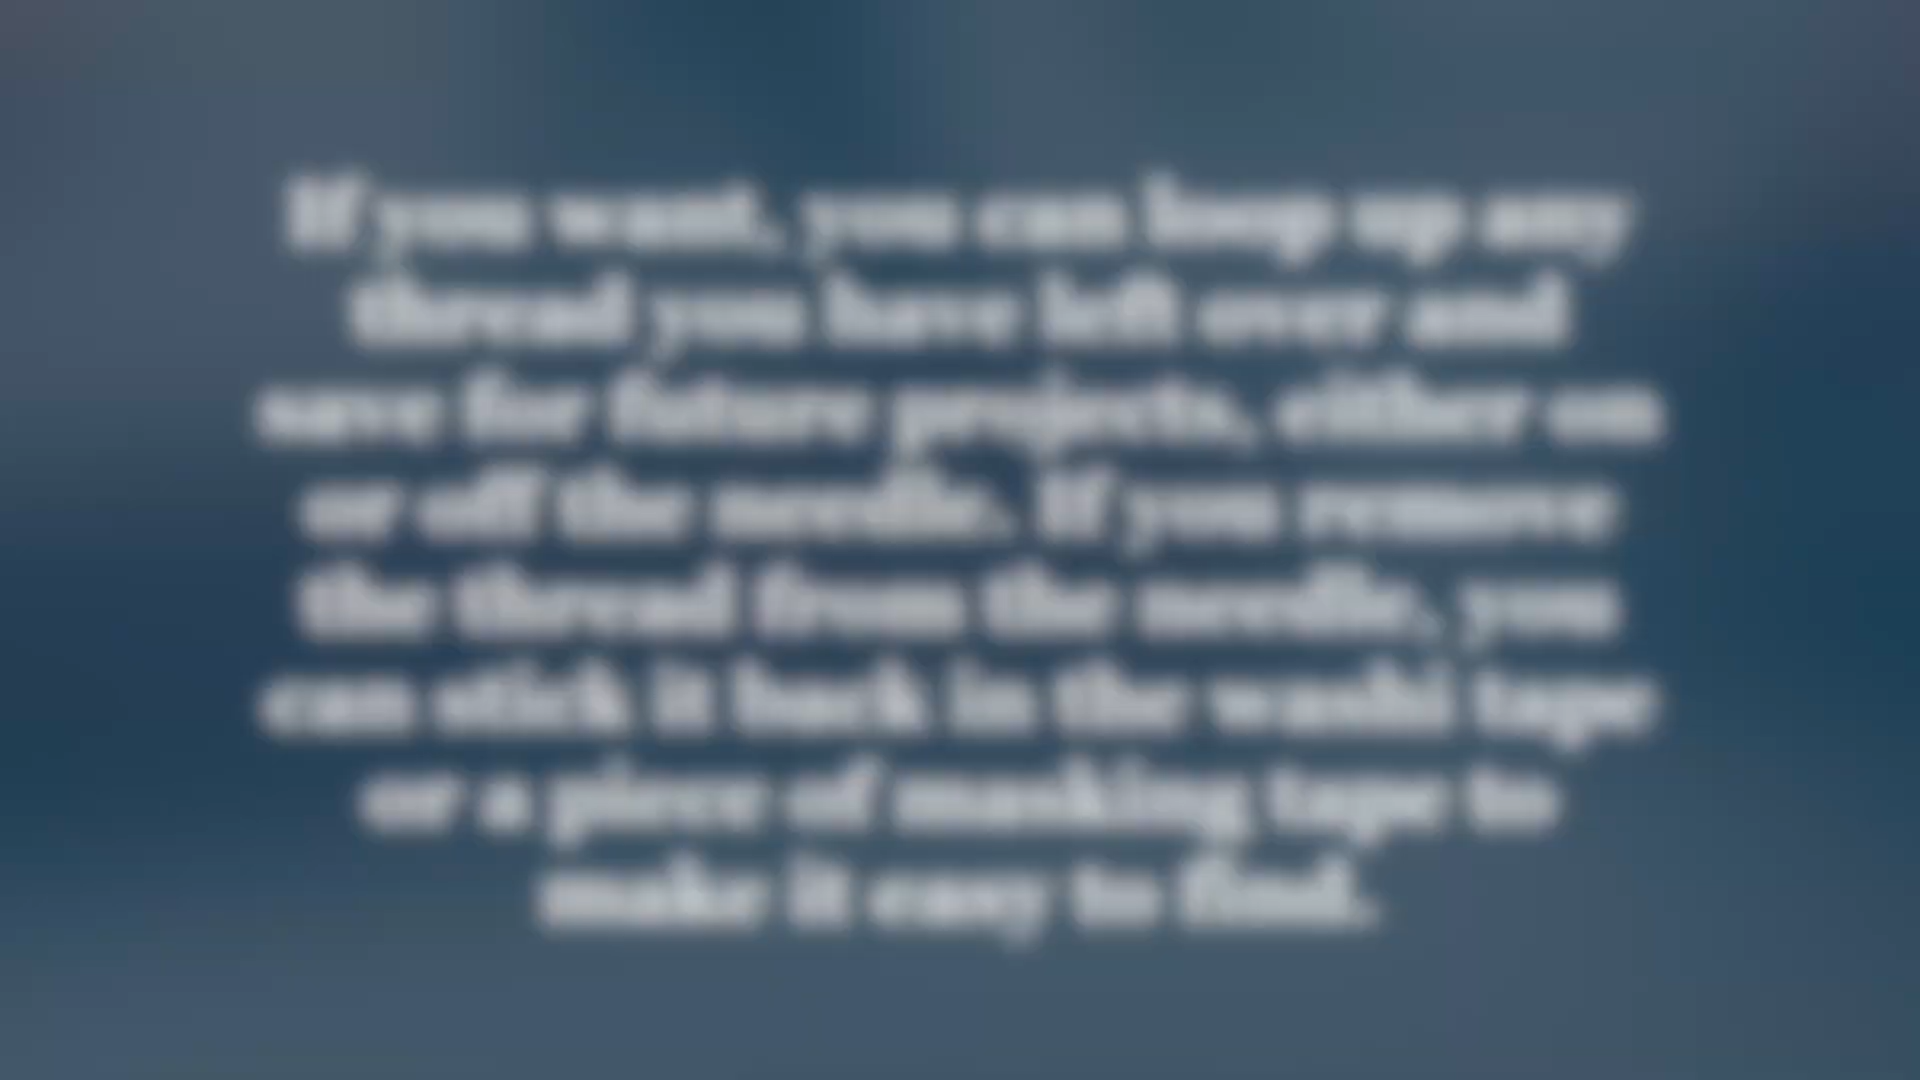 If you want, you can loop up any
thread you have left over and
save for future projects, either on
or off the needle. If you remove
the thread from the needle, you
can stick it back in the washi tape
or a piece of masking tape to
make it easy to find.